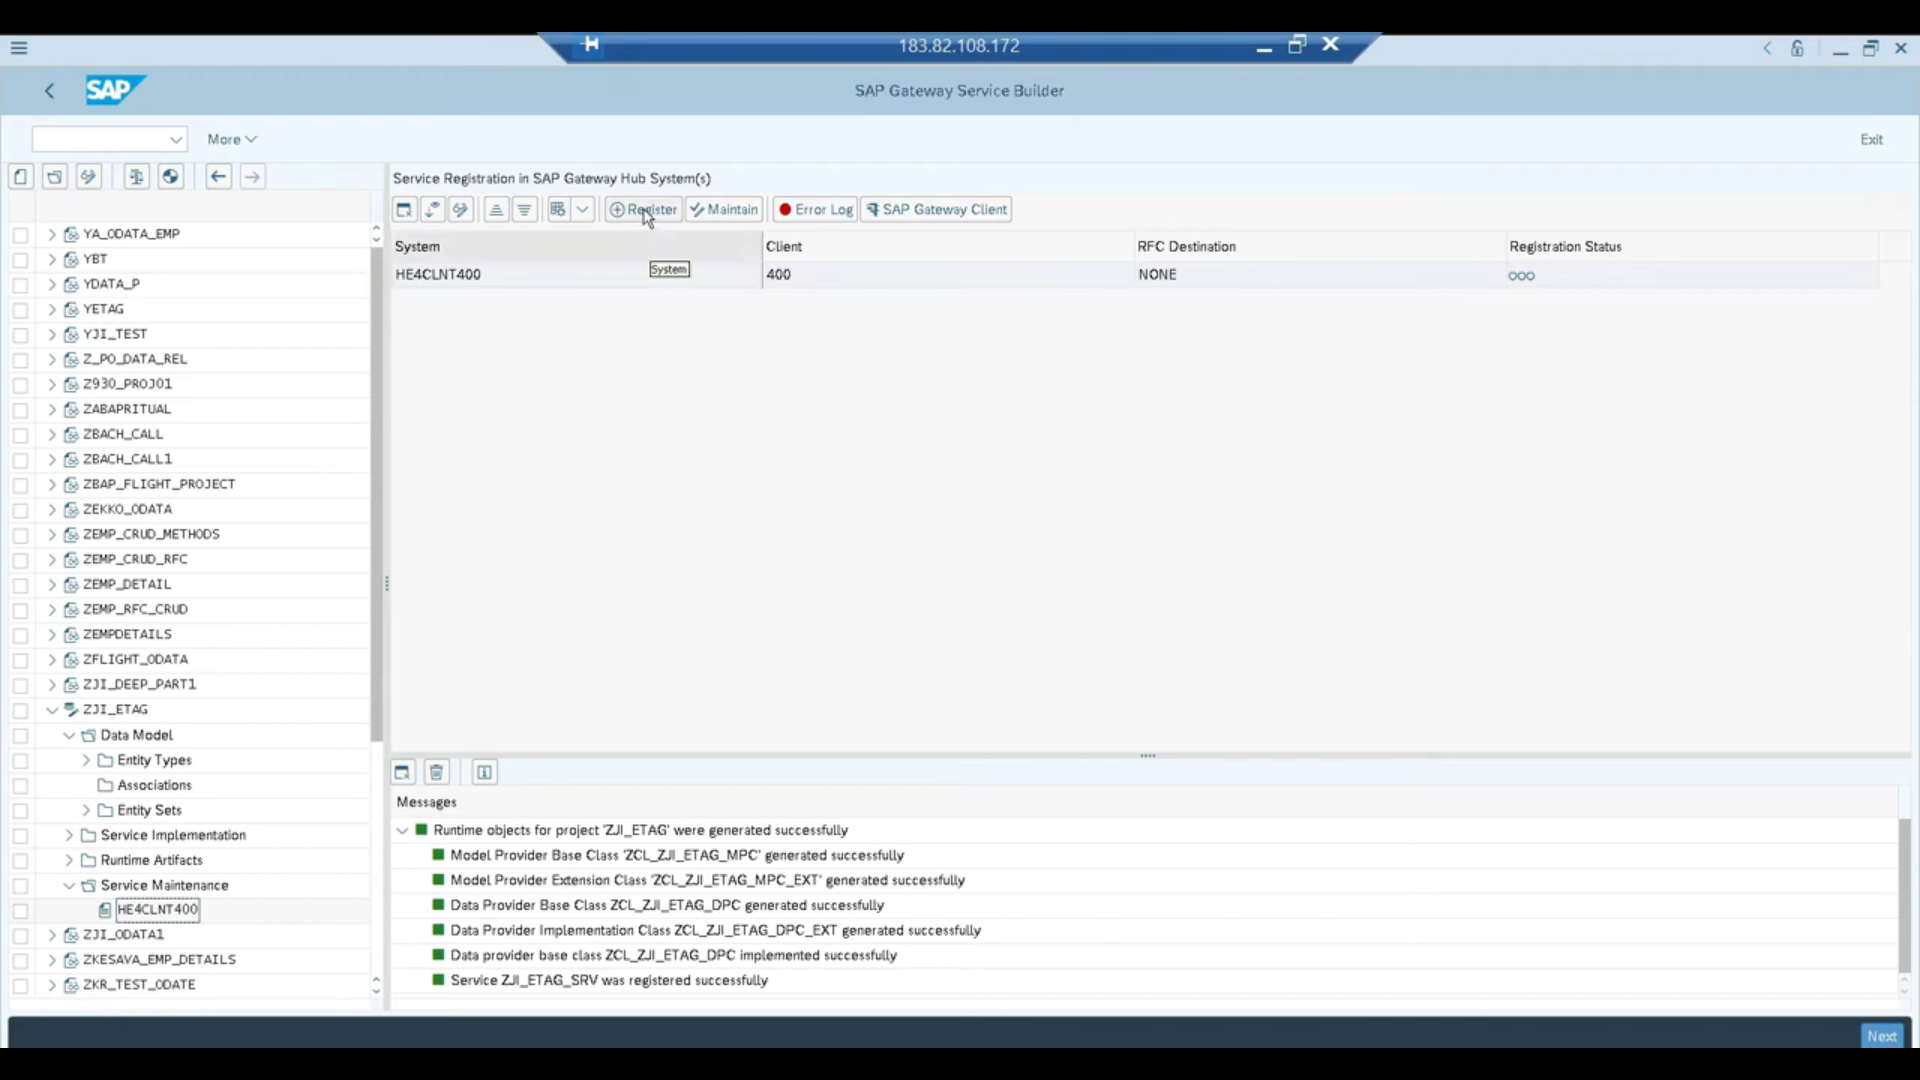 183.82.108.172
SAP
SAP Gateway Service Builder
More
Exit
Service Registration in SAP Gateway Hub System(s)
Register
Maintain
Error Log
SAP Gateway Client
System
Client
RFC Destination
Registration Status
HE4CLNT400
System
400
NONE
YA_ODATA_EMP
YBT
YDATA_P
YETAG
YJI_TEST
Z_PO_DATA_REL
Z930_PROJ01
ZABAPRITUAL
ZBACH_CALL
ZBACH_CALL1
ZBAP_FLIGHT_PROJECT
ZEKKO_ODATA
ZEMP_CRUD_METHODS
ZEMP_CRUD_RFC
ZEMP_DETAIL
ZEMP_RFC_CRUD
ZEMPDETAILS
ZFLIGHT_ODATA
ZJI_DEEP_PART1
ZJI_ETAG
Data Model
Entity Types
Associations
Entity Sets
Service Implementation
Runtime Artifacts
Service Maintenance
HE4CLNT400
ZJI_ODATA1
ZKESAVA_EMP_DETAILS
ZKR_TEST_ODATE
Messages
Runtime objects for project 'ZJI_ETAG' were generated successfully
Model Provider Base Class 'ZCL_ZJI_ETAG_MPC' generated successfully
Model Provider Extension Class 'ZCL_ZJI_ETAG_MPC_EXT' generated successfully
Data Provider Base Class ZCL_ZJI_ETAG_DPC generated successfully
Data Provider Implementation Class ZCL_ZJI_ETAG_DPC_EXT generated successfully
Data provider base class ZCL_ZJI_ETAG_DPC implemented successfully
Service ZJI_ETAG_SRV was registered successfully
Next